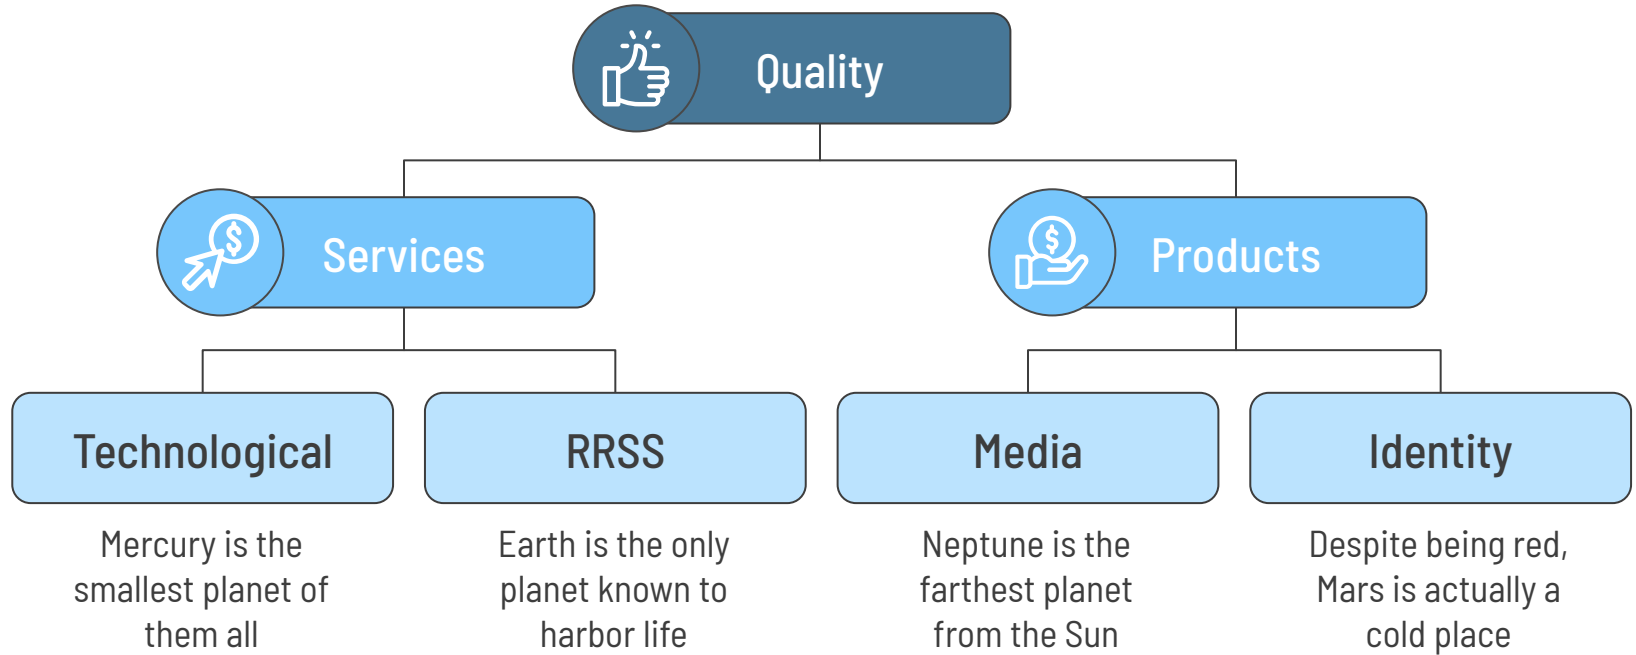 Quality
Services
Products
Technological
RRSS
Media
Identity
Mercury is the
smallest planet of
them all
Earth is the only
planet known to
harbor life
Neptune is the
farthest planet
from the Sun
Despite being red,
Mars is actually a
cold place